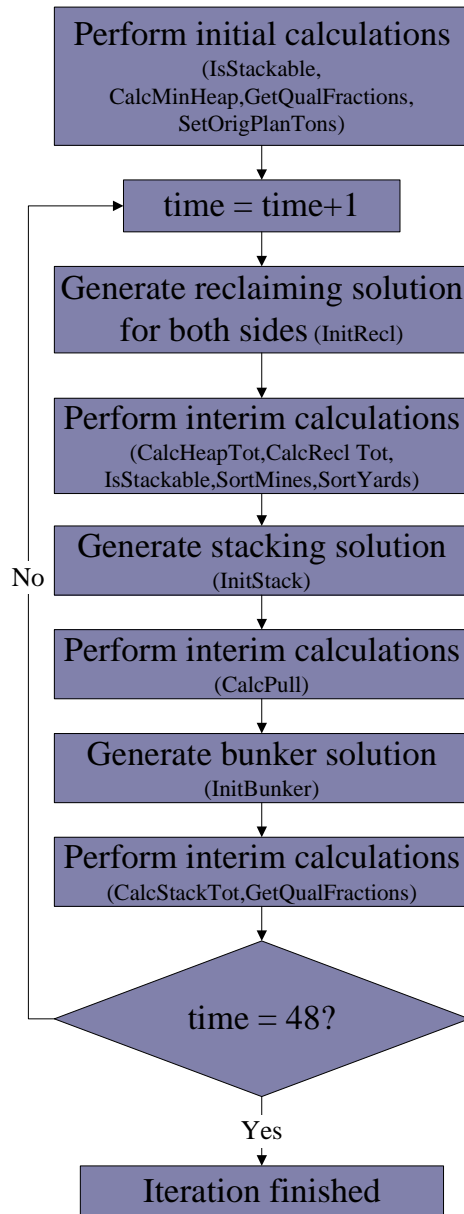 Perform initial calculations
(IsStackable,
CalcMinHeap,GetQualFractions,
SetOrigPlanTons)
time = time+1
Generate reclaiming solution
for both sides (InitRecl)
Perform interim calculations
(CalcHeapTot,CalcRecl Tot,
IsStackable,SortMines,SortYards)
Generate stacking solution
(InitStack)
No
Perform interim calculations
(CalcPull)
Generate bunker solution
(InitBunker)
Perform interim calculations
(CalcStackTot,GetQualFractions)
time = 48?
Yes
Iteration finished